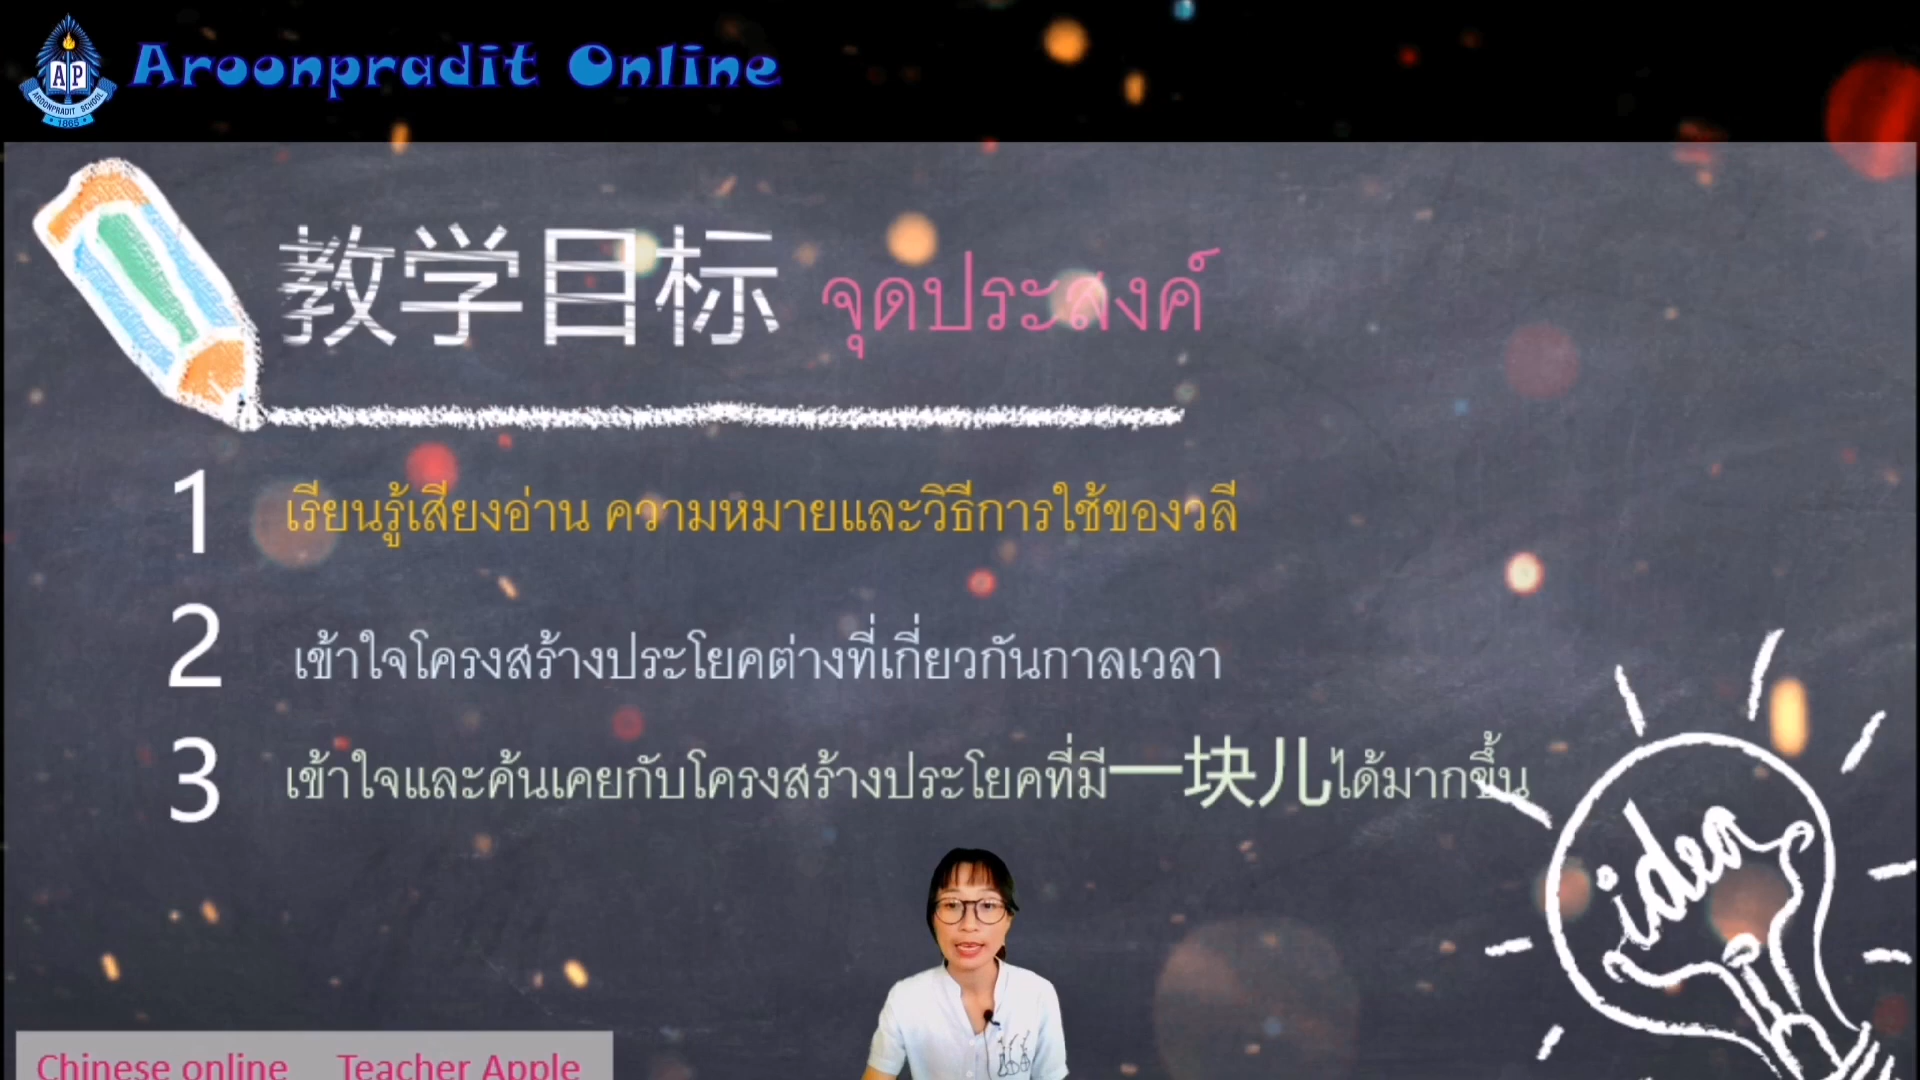 Aroonpradit Online
AP
AROONPRADIT SCHOOL
1865
教学目标 จุดประสงค์
1 เรียนรู้เสียงอ่าน ความหมายและวิธีการใช้ของวลี
2 เข้าใจโครงสร้างประโยคต่างที่เกี่ยวกันกาลเวลา
3 เข้าใจและค้นเคยกับโครงสร้างประโยคที่มี一块儿ได้มากขึ้น
idea
Chinese online Teacher Apple